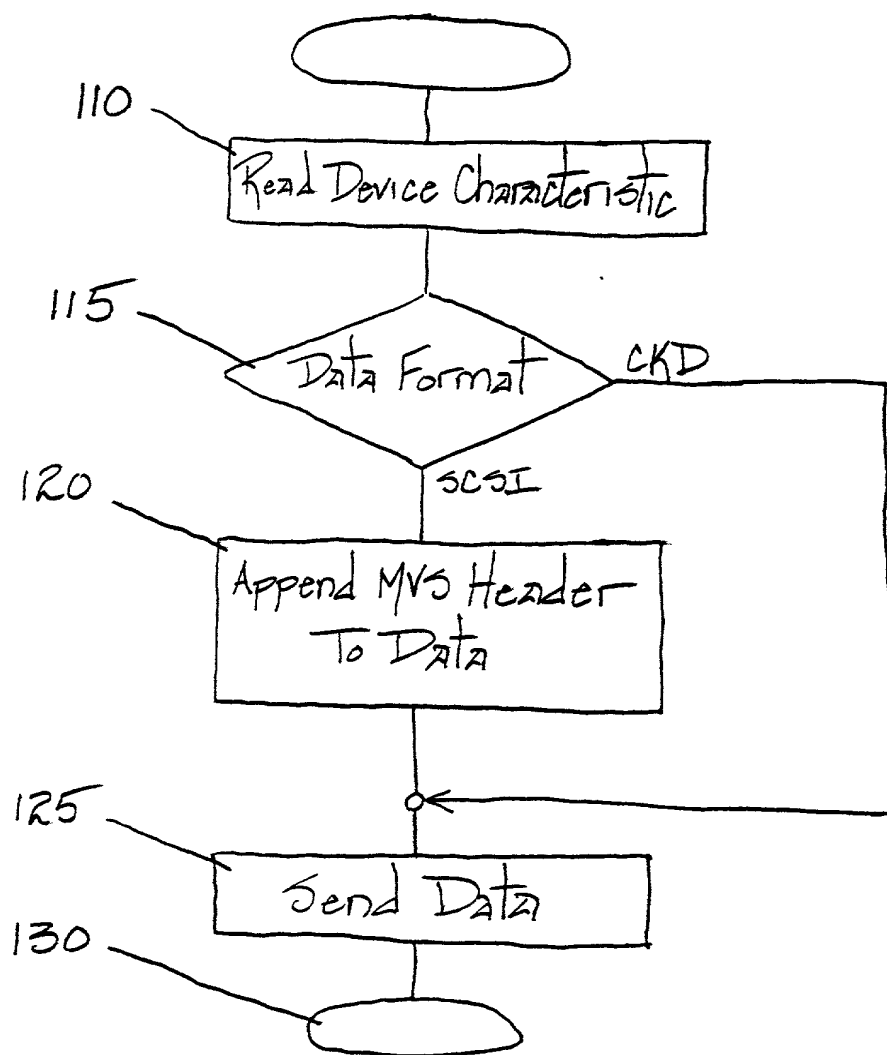 110
Read Device Characteristic
115
Data Format
CKD
SCSI
120
Append MVS Header
To Data
125
Send Data
130